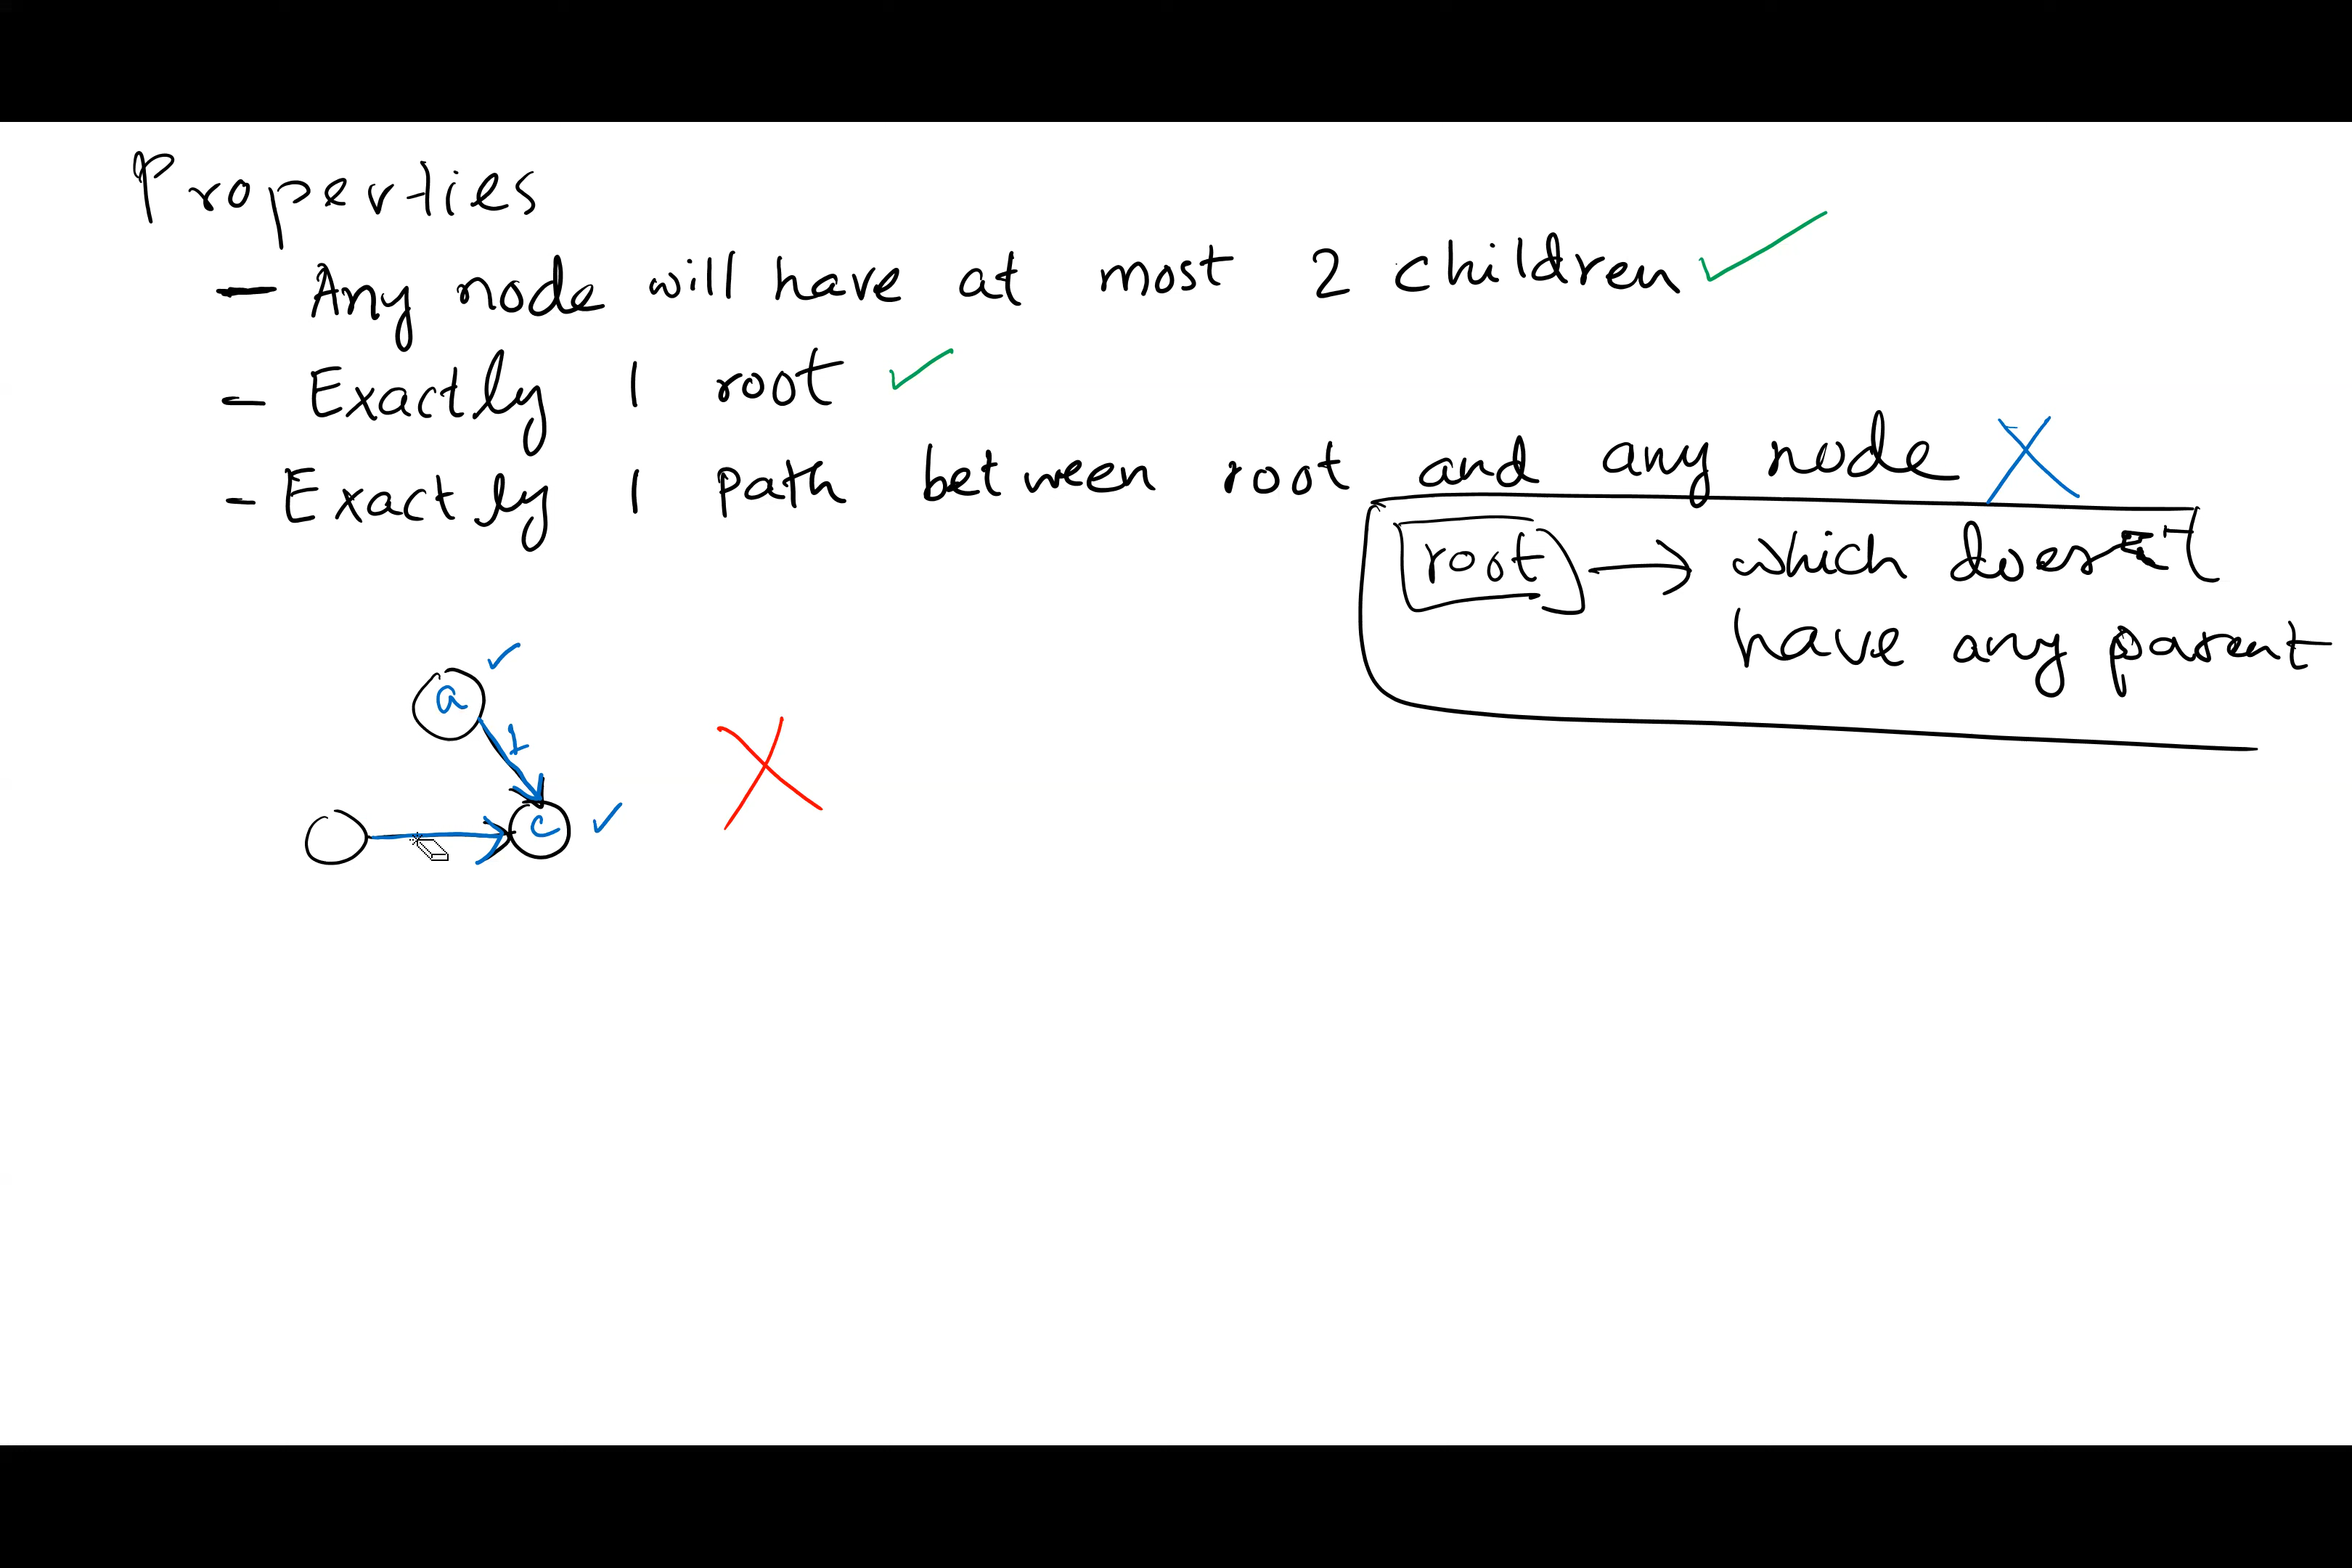 Properties
- Any node will have at most 2 children ✓
- Exactly 1 root ✓
- Exactly 1 path between root and any node X
root → which doesn't
have any parent
a ✓
1
c ✓
X